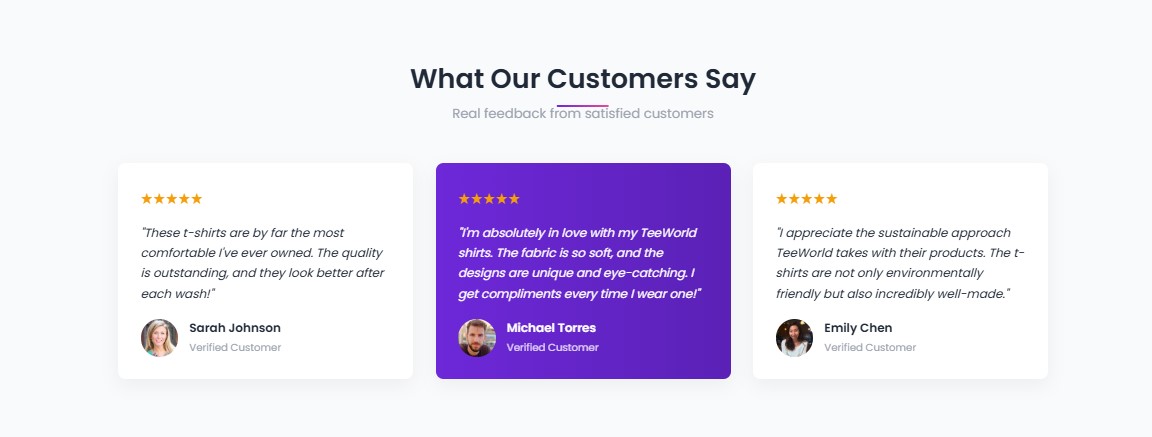 What Our Customers Say
Real feedback from satisfied customers
"These t-shirts are by far the most
comfortable I've ever owned. The quality
is outstanding, and they look better after
each wash!"
Sarah Johnson
Verified Customer
"I'm absolutely in love with my TeeWorld
shirts. The fabric is so soft, and the
designs are unique and eye-catching. I
get compliments every time I wear one!"
Michael Torres
Verified Customer
"I appreciate the sustainable approach
TeeWorld takes with their products. The t-
shirts are not only environmentally
friendly but also incredibly well-made."
Emily Chen
Verified Customer